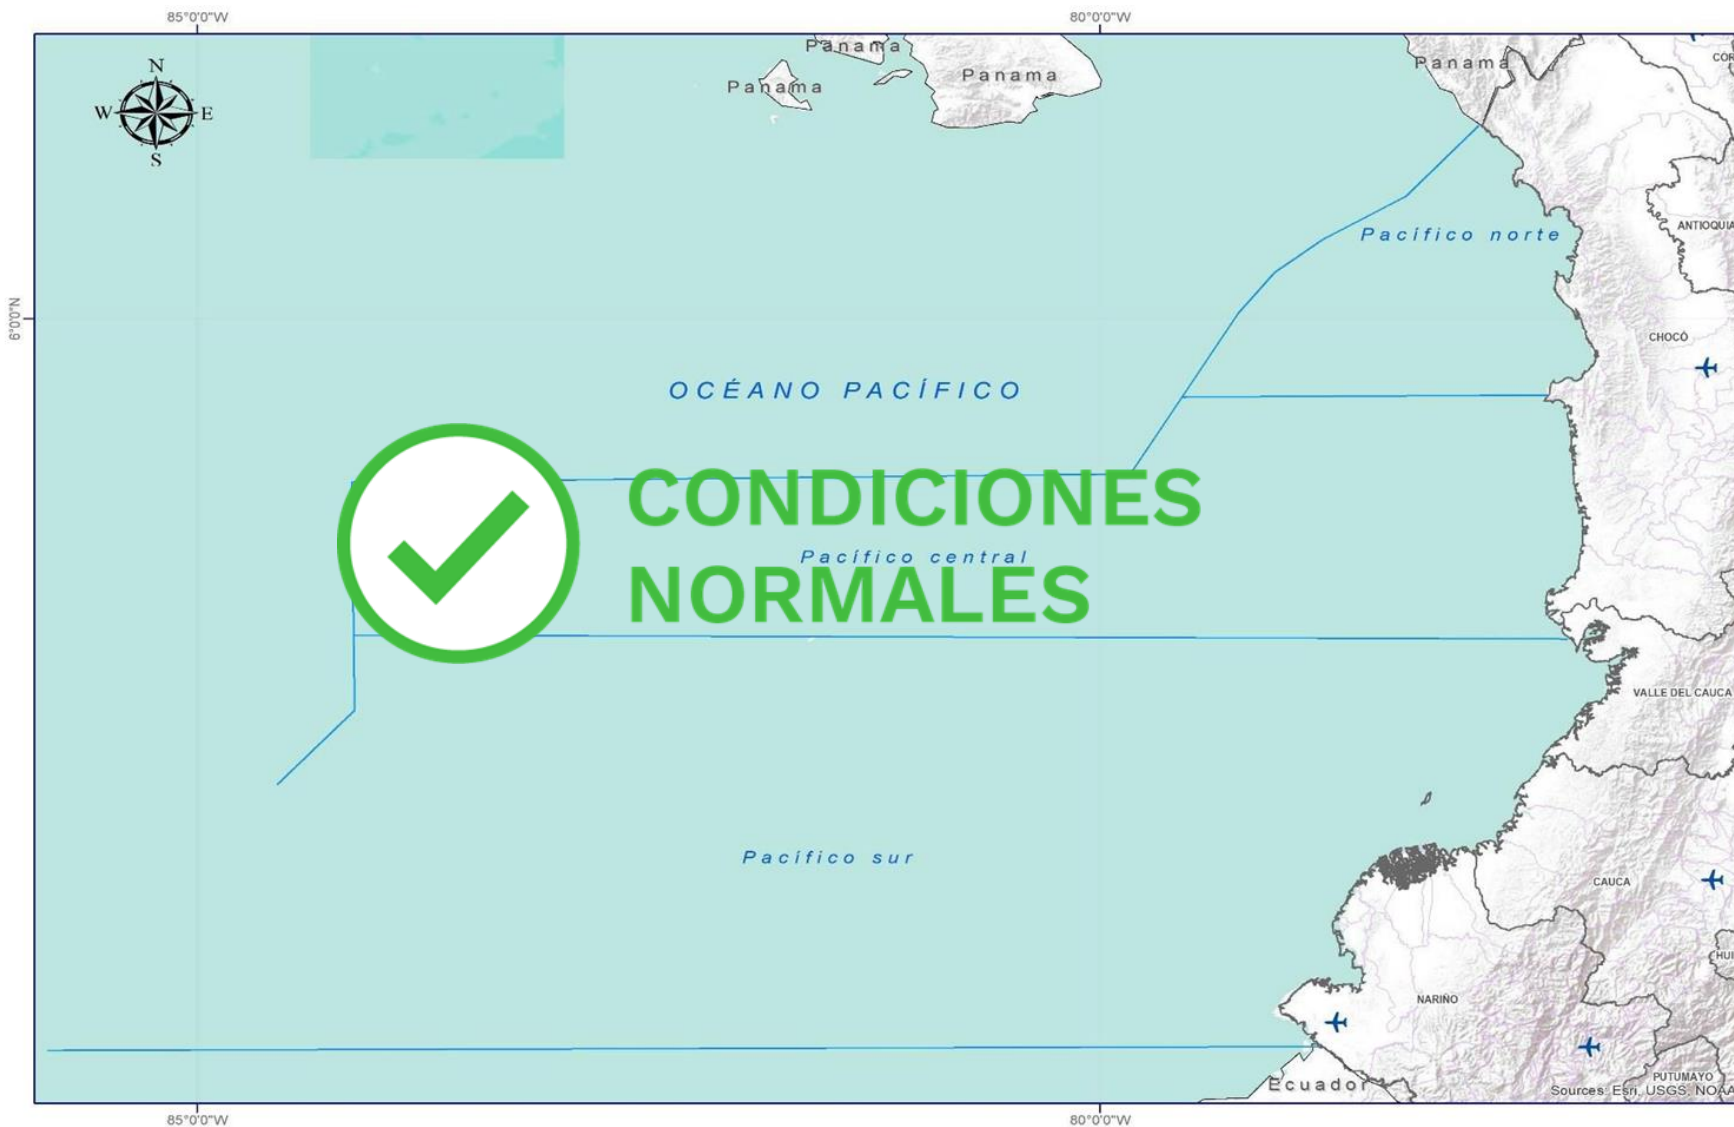 85°0'0"W 80°0'0"W
N
W E
S
Panama
Panama
Panama
Panama
ANTIOQUIA
Pacífico norte
6°0'0"N
CHOCÓ
OCÉANO PACÍFICO
CONDICIONES
Pacífico central
NORMALES
VALLE DEL CAUCA
Pacífico sur
CAUCA
HUI
NARIÑO
PUTUMAYO
Ecuador
Sources: Esri, USGS, NOAA
85°0'0"W 80°0'0"W